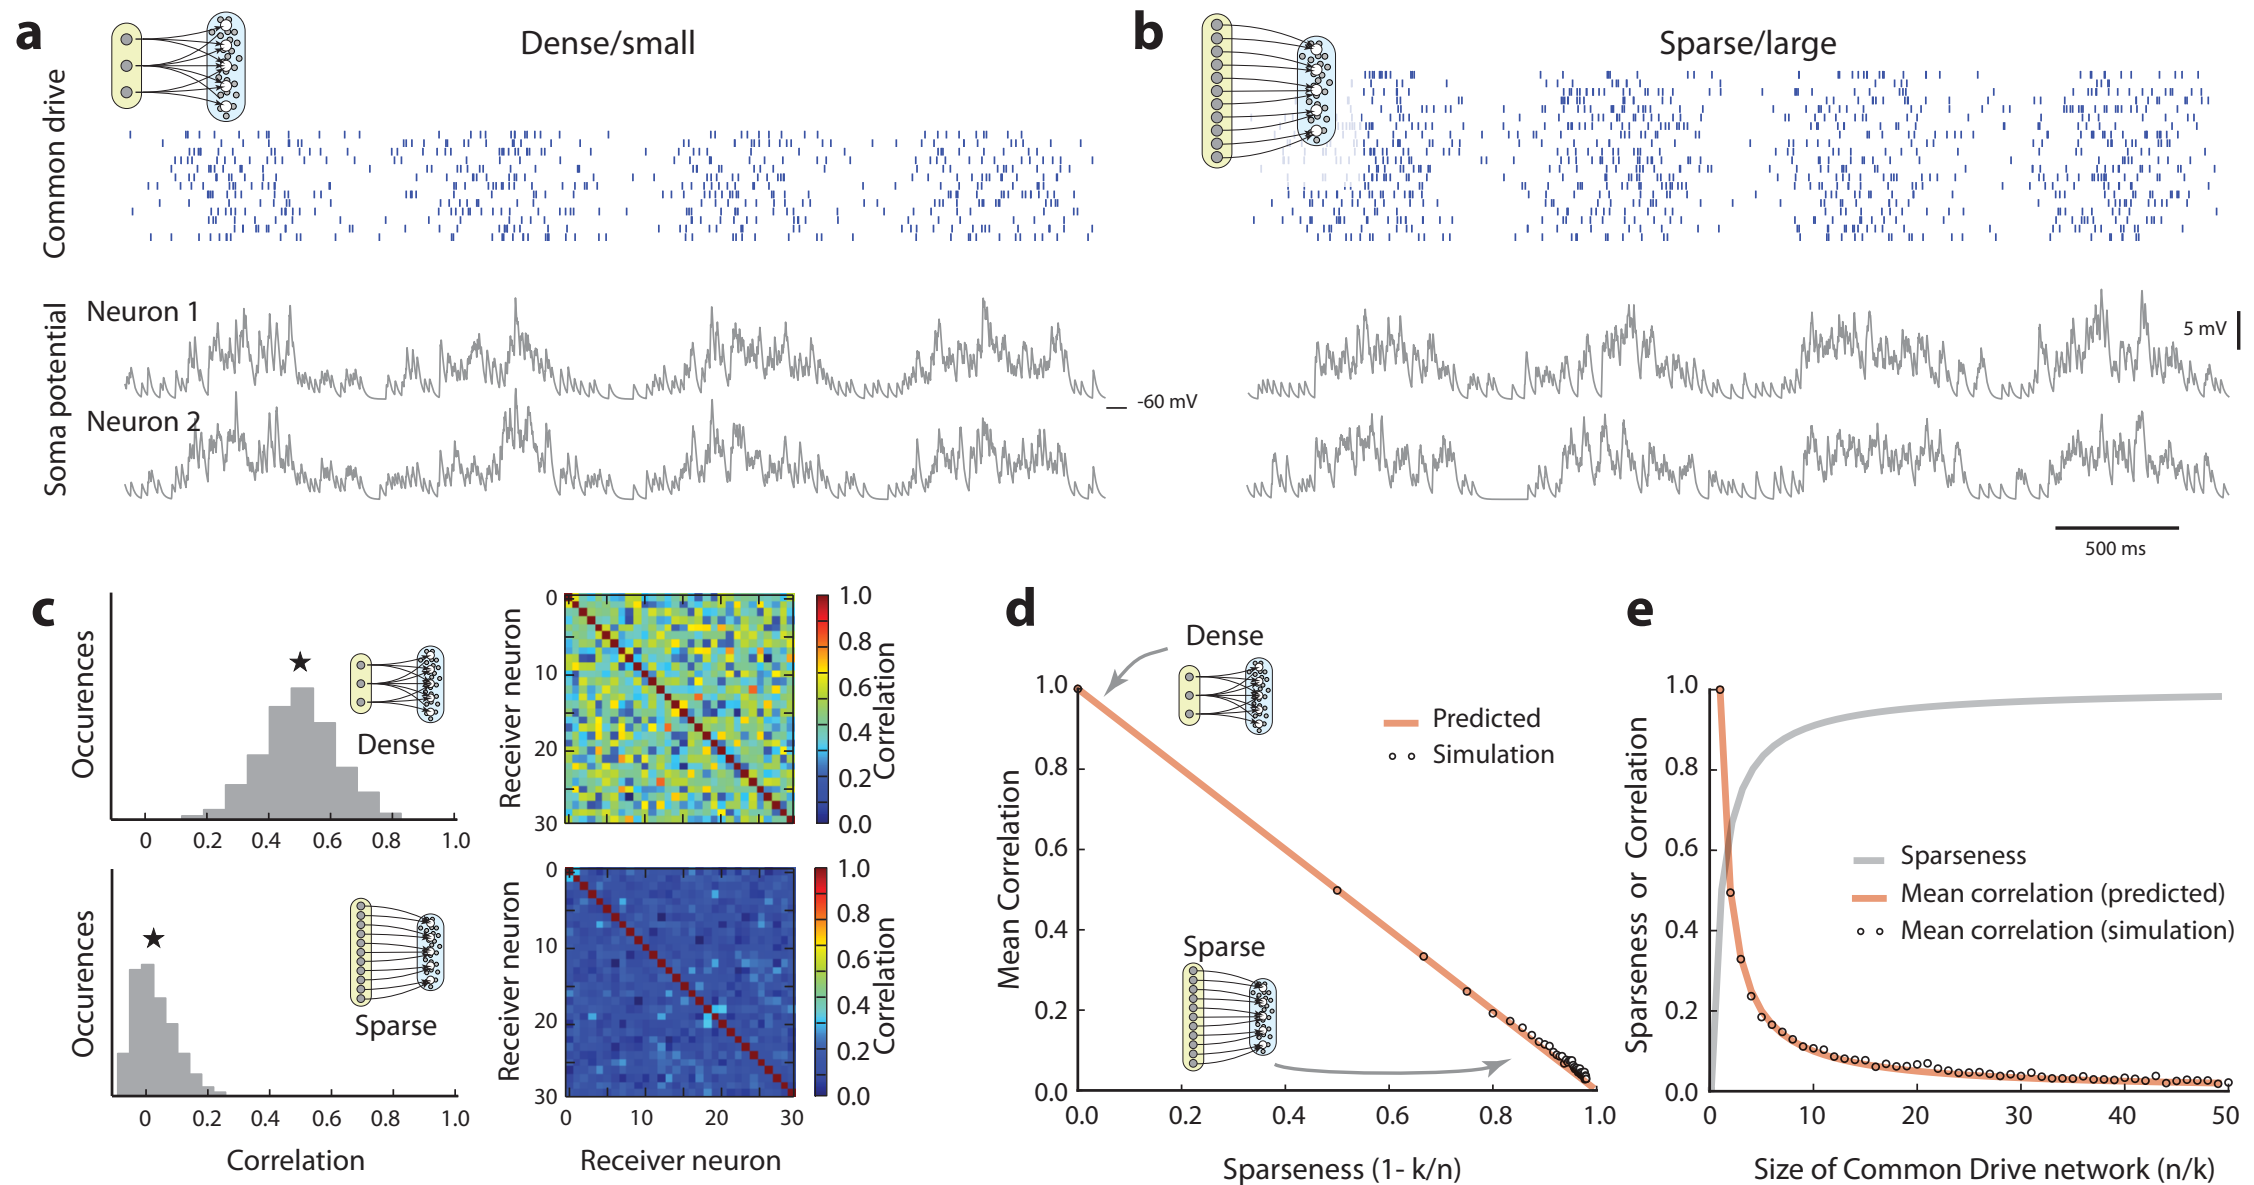 a
Dense/small
Common drive
b
Sparse/large
Soma potential
Neuron 1
Neuron 2
-60 mV
5 mV
500 ms
c
Occurences
Dense
0
0.2
0.4
0.6
0.8
1.0
Receiver neuron
0
10
20
30
0
10
20
30
1.0
0.8
0.6
0.4
0.2
0.0
Correlation
Occurences
Sparse
0
0.2
0.4
0.6
0.8
1.0
Correlation
Receiver neuron
0
10
20
30
0
10
20
30
Receiver neuron
1.0
0.8
0.6
0.4
0.2
0.0
Correlation
d
Dense
Predicted
Simulation
Sparse
Mean Correlation
1.0
0.8
0.6
0.4
0.2
0.0
0.0
0.2
0.4
0.6
0.8
1.0
Sparseness (1- k/n)
e
Sparseness or Correlation
1.0
0.8
0.6
0.4
0.2
0.0
Sparseness
Mean correlation (predicted)
Mean correlation (simulation)
0
10
20
30
40
50
Size of Common Drive network (n/k)